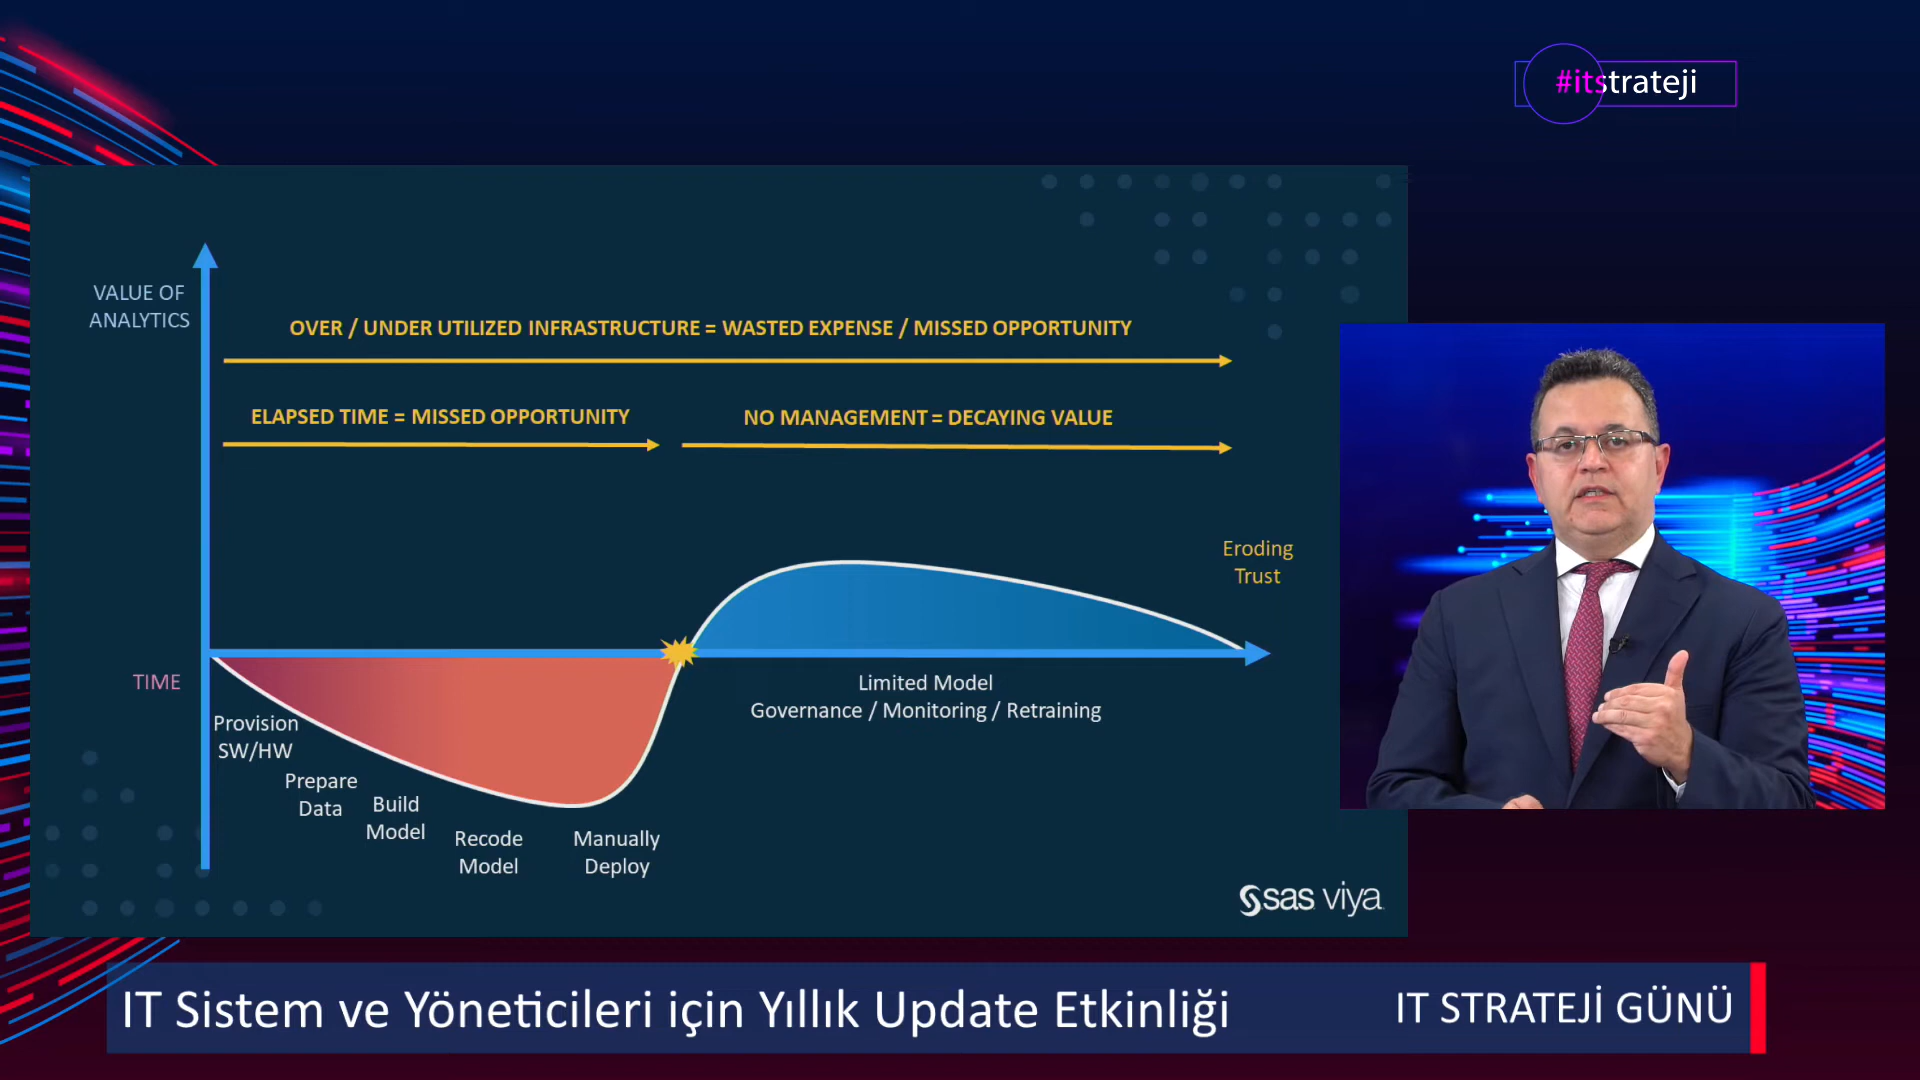 #itstrateji
VALUE OF
ANALYTICS
OVER / UNDER UTILIZED INFRASTRUCTURE = WASTED EXPENSE / MISSED OPPORTUNITY
ELAPSED TIME = MISSED OPPORTUNITY
NO MANAGEMENT = DECAYING VALUE
Eroding
Trust
TIME
Limited Model
Governance / Monitoring / Retraining
Provision
SW/HW
Prepare
Data
Build
Model
Recode
Model
Manually
Deploy
sas viya
IT Sistem ve Yöneticileri için Yıllık Update Etkinliği
IT STRATEJİ GÜNÜ